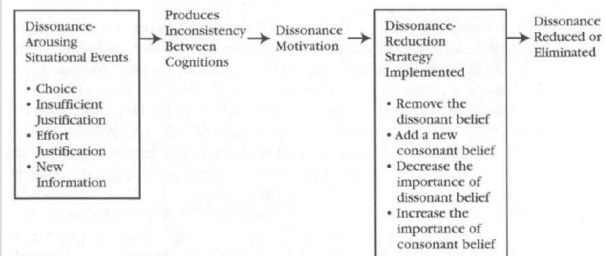 Dissonance-
Arousing
Situational Events
• Choice
• Insufficient
Justification
• Effort
Justification
• New
Information
Produces
Inconsistency
Between
Cognitions
Dissonance
Motivation
Dissonance-
Reduction
Strategy
Implemented
• Remove the
dissonant belief
• Add a new
consonant belief
• Decrease the
importance of
dissonant belief
• Increase the
importance of
consonant belief
Dissonance
Reduced or
Eliminated